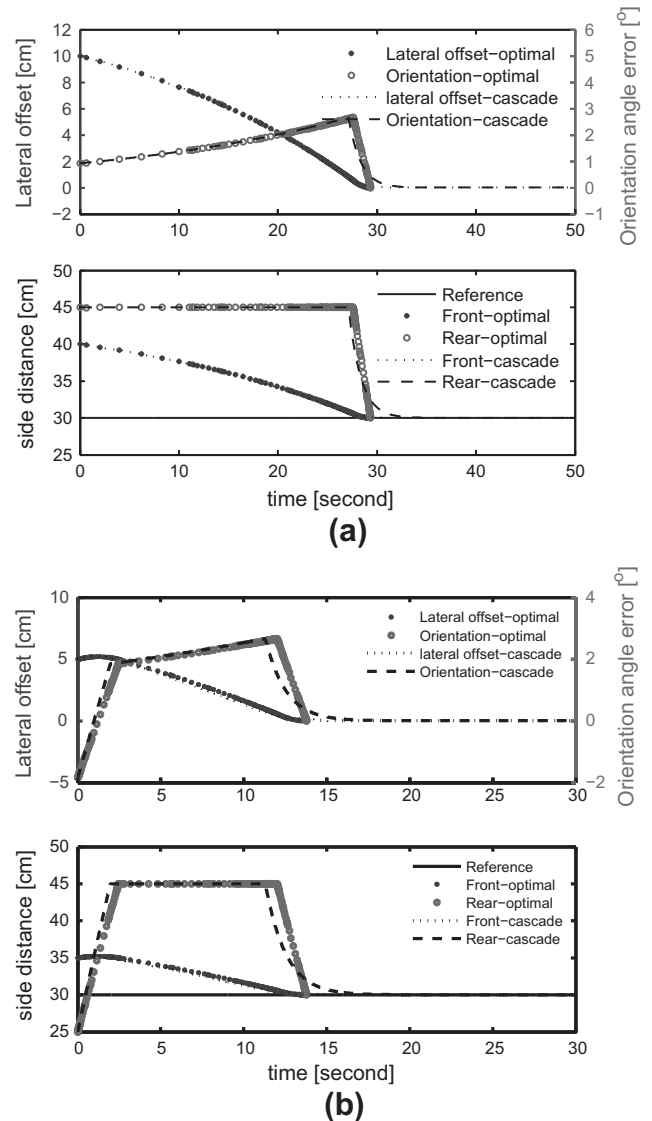 12
10
8
6
4
2
0
−2
Lateral offset [cm]
6
5
4
3
2
1
0
−1
Orientation angle error [º]
Lateral offset−optimal
Orientation−optimal
lateral offset−cascade
Orientation−cascade
0 10 20 30 40 50
50
45
40
35
30
25
side distance [cm]
Reference
Front−optimal
Rear−optimal
Front−cascade
Rear−cascade
0 10 20 30 40 50
time [second]
(a)
10
5
0
−5
Lateral offset [cm]
4
2
0
−2
Orientation angle error [º]
Lateral offset−optimal
Orientation−optimal
lateral offset−cascade
Orientation−cascade
0 5 10 15 20 25 30
50
45
40
35
30
25
side distance [cm]
Reference
Front−optimal
Rear−optimal
Front−cascade
Rear−cascade
0 5 10 15 20 25 30
time [second]
(b)